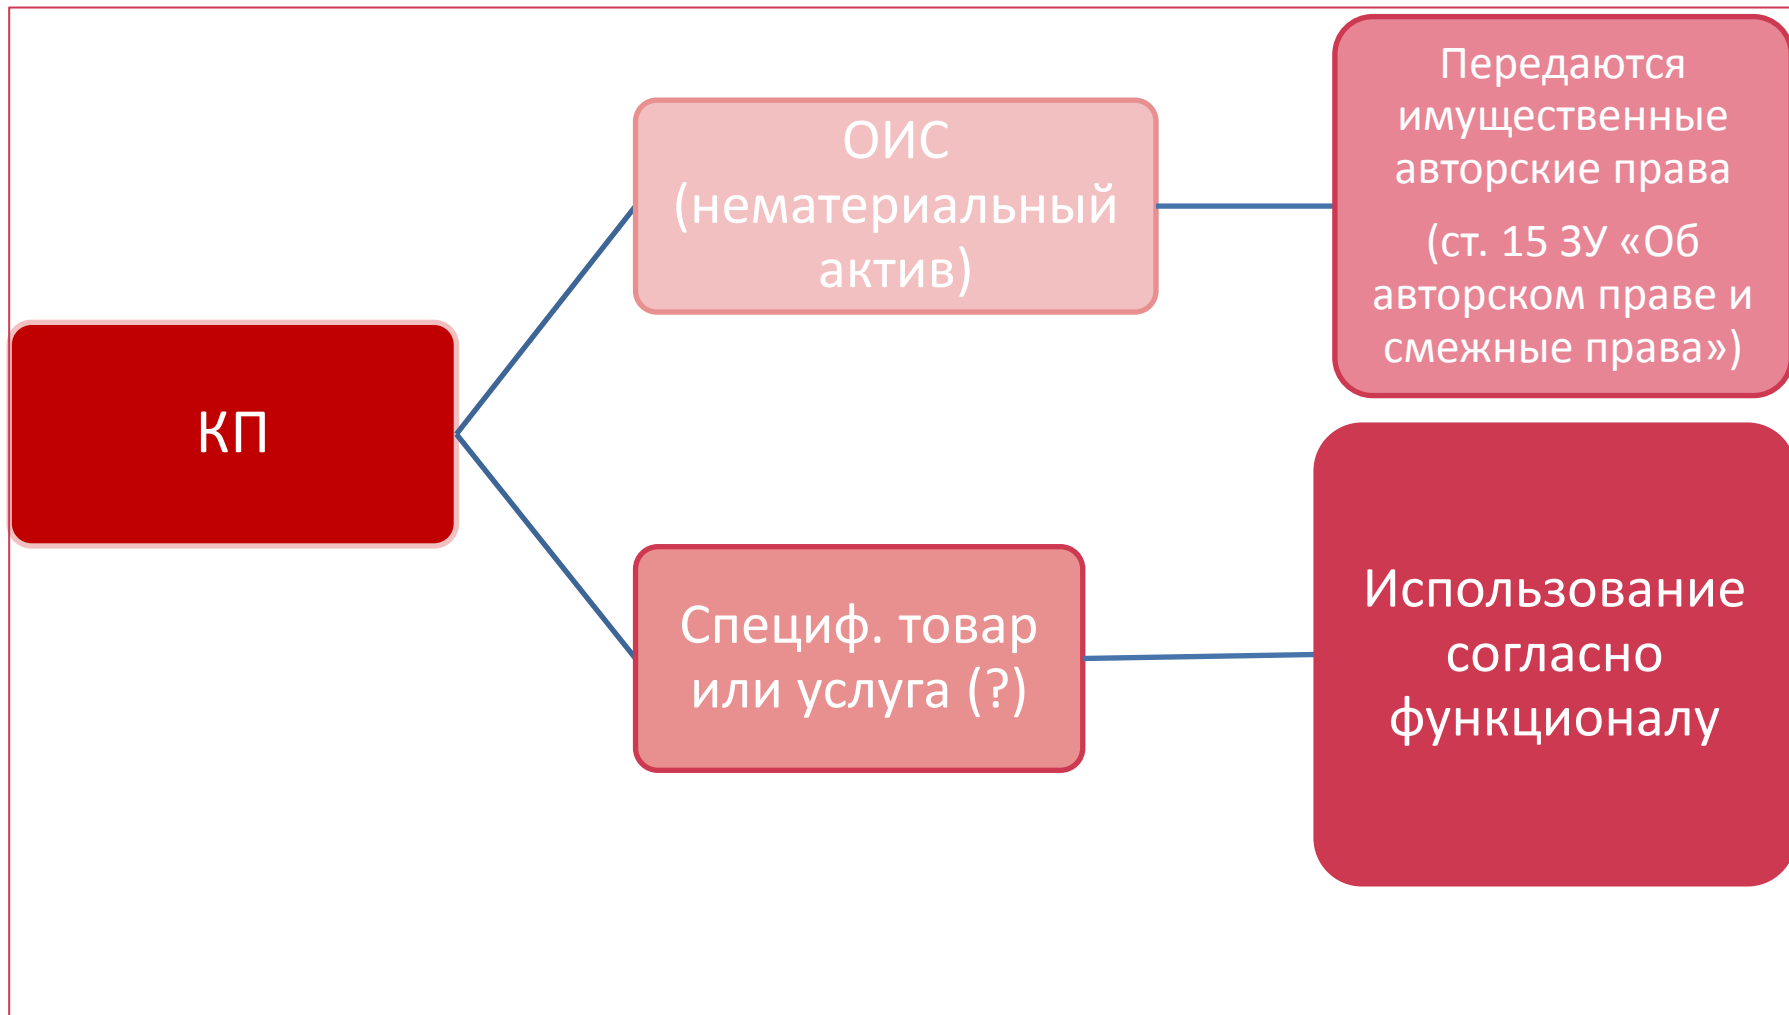 КП
ОИС
(нематериальный
актив)
Передаются
имущественные
авторские права
(ст. 15 ЗУ «Об
авторском праве и
смежные права»)
Специф. товар
или услуга (?)
Использование
согласно
функционалу